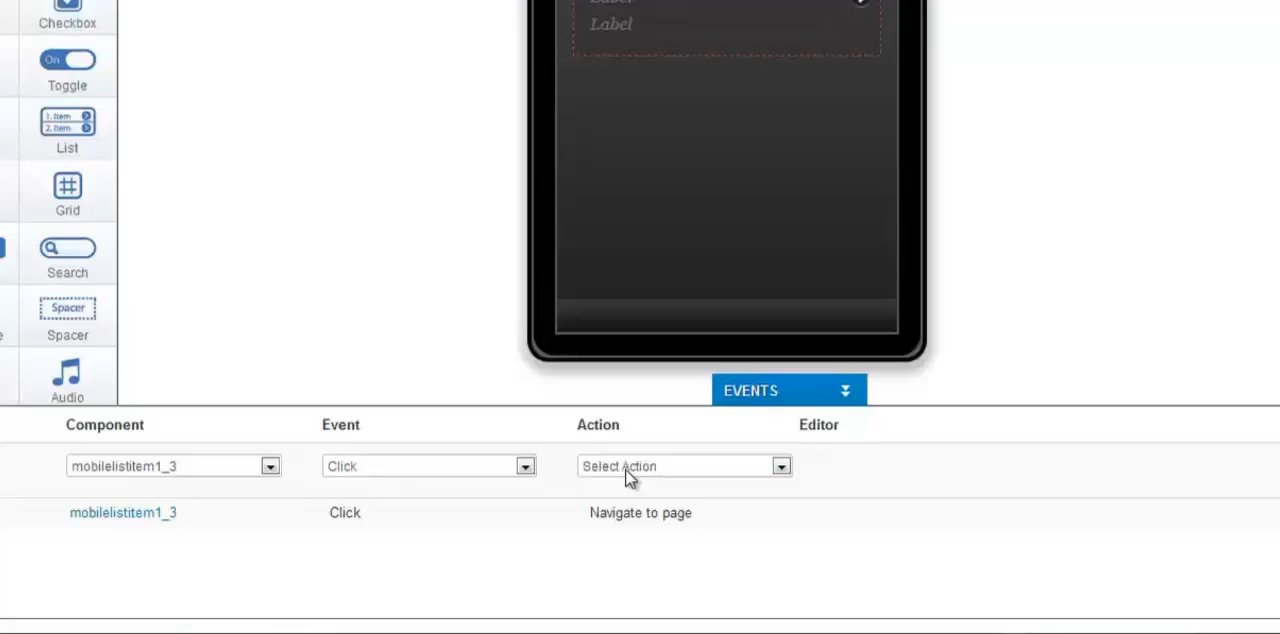 Checkbox
On
Toggle
1. Item
2. Item
List
Grid
Search
Spacer
Spacer
Audio
Label
Label
EVENTS
Component Event Action Editor
mobilelistitem1_3 Click Select Action
mobilelistitem1_3 Click Navigate to page